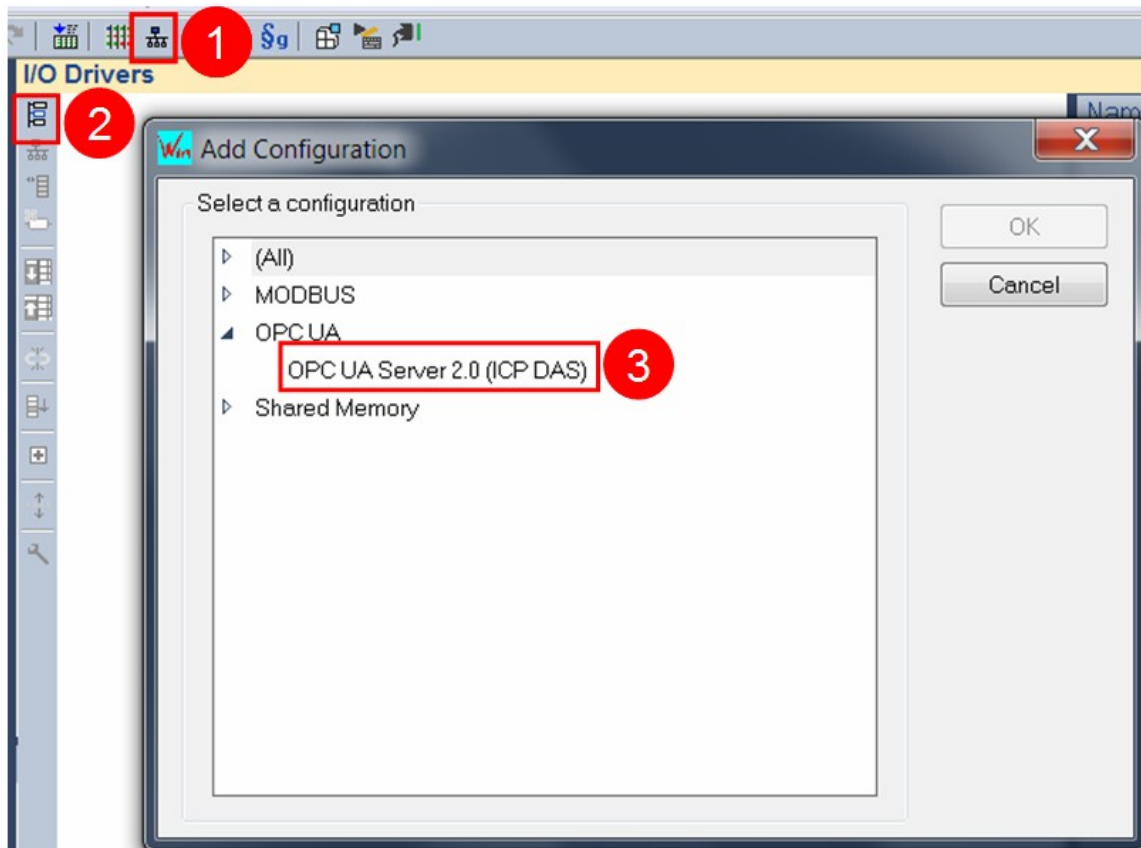 1
§g
I/O Drivers
2
Nam
Win Add Configuration
X
Select a configuration
(All)
OK
MODBUS
Cancel
OPC UA
OPC UA Server 2.0 (ICP DAS)
3
Shared Memory